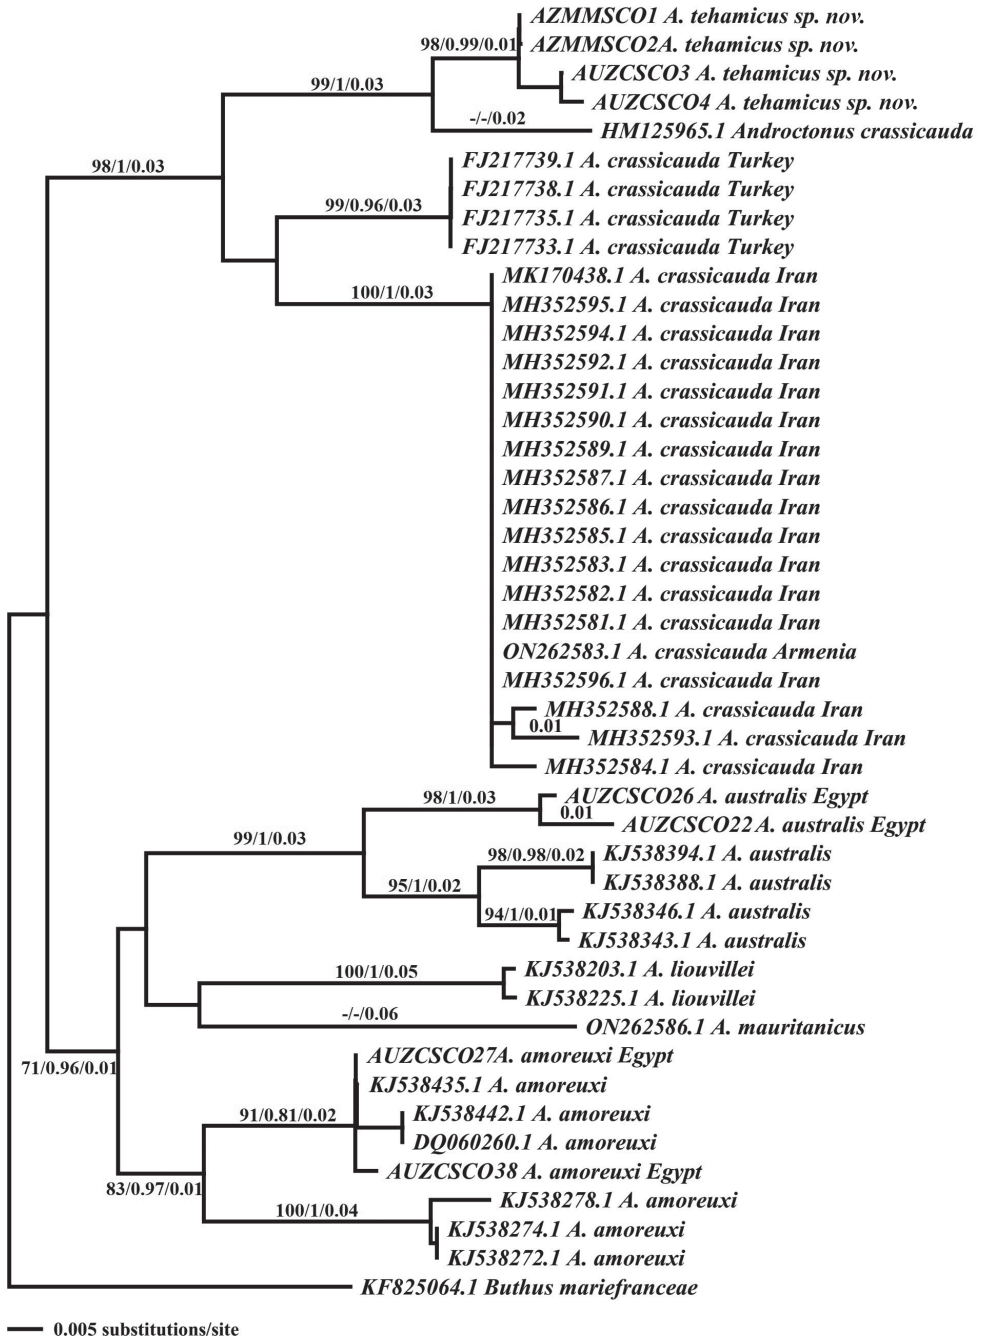 AZMMSCO1 A. tehamicus sp. nov.
98/0.99/0.01
AZMMSCO2A. tehamicus sp. nov.
AUZCSCO3 A. tehamicus sp. nov.
99/1/0.03
AUZCSCO4 A. tehamicus sp. nov.
-/-/0.02
HM125965.1 Androctonus crassicauda
98/1/0.03
FJ217739.1 A. crassicauda Turkey
FJ217738.1 A. crassicauda Turkey
99/0.96/0.03
FJ217735.1 A. crassicauda Turkey
FJ217733.1 A. crassicauda Turkey
MK170438.1 A. crassicauda Iran
100/1/0.03
MH352595.1 A. crassicauda Iran
MH352594.1 A. crassicauda Iran
MH352592.1 A. crassicauda Iran
MH352591.1 A. crassicauda Iran
MH352590.1 A. crassicauda Iran
MH352589.1 A. crassicauda Iran
MH352587.1 A. crassicauda Iran
MH352586.1 A. crassicauda Iran
MH352585.1 A. crassicauda Iran
MH352583.1 A. crassicauda Iran
MH352582.1 A. crassicauda Iran
MH352581.1 A. crassicauda Iran
ON262583.1 A. crassicauda Armenia
MH352596.1 A. crassicauda Iran
MH352588.1 A. crassicauda Iran
0.01
MH352593.1 A. crassicauda Iran
MH352584.1 A. crassicauda Iran
98/1/0.03
AUZCSCO26 A. australis Egypt
0.01
AUZCSCO22 A. australis Egypt
99/1/0.03
98/0.98/0.02
KJ538394.1 A. australis
KJ538388.1 A. australis
95/1/0.02
94/1/0.01
KJ538346.1 A. australis
KJ538343.1 A. australis
100/1/0.05
KJ538203.1 A. liouvillei
KJ538225.1 A. liouvillei
-/-/0.06
ON262586.1 A. mauritanicus
71/0.96/0.01
AUZCSCO27A. amoreuxi Egypt
KJ538435.1 A. amoreuxi
91/0.81/0.02
KJ538442.1 A. amoreuxi
DQ060260.1 A. amoreuxi
AUZCSCO38 A. amoreuxi Egypt
83/0.97/0.01
KJ538278.1 A. amoreuxi
100/1/0.04
KJ538274.1 A. amoreuxi
KJ538272.1 A. amoreuxi
KF825064.1 Buthus mariefranceae
0.005 substitutions/site